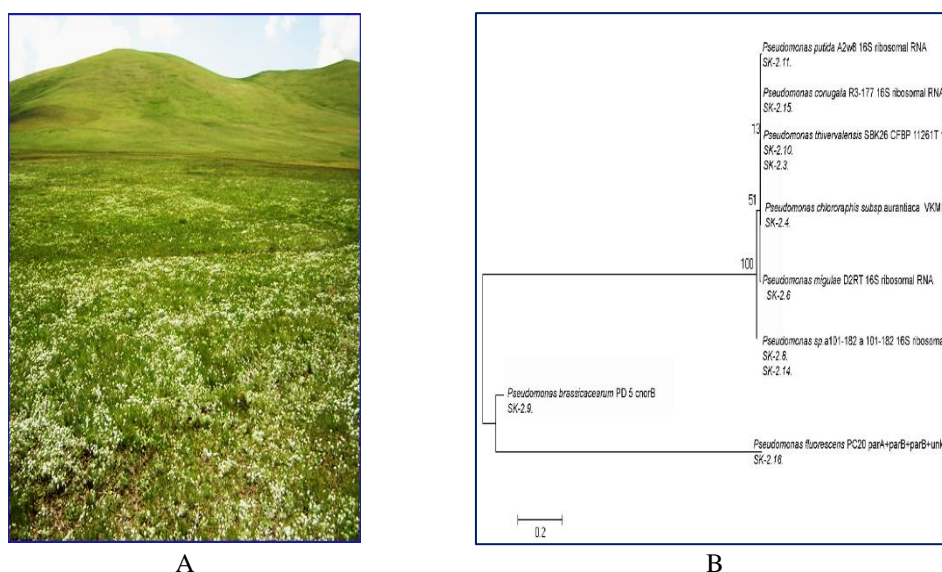 Pseudomonas putida A2w8 16S ribosomal RNA
SK-2.11.
Pseudomonas corrugata R3-177 16S ribosomal RNA
SK-2.15.
13
Pseudomonas thivervalensis SBK26 CFBP 11261T
SK-2.10.
SK-2.3.
51
Pseudomonas chlororaphis subsp.aurantiaca VKM
SK-2.4.
100
Pseudomonas migulae D2RT 16S ribosomal RNA
SK-2.6
Pseudomonas sp.a101-182 a 101-182 16S ribosomal
SK-2.8.
SK-2.14.
Pseudomonas brassicacearum PD 5 cnorB
SK-2.9.
Pseudomonas fluorescens PC20 parA+parB+parB+unk
SK-2.16.
0.2
A
B